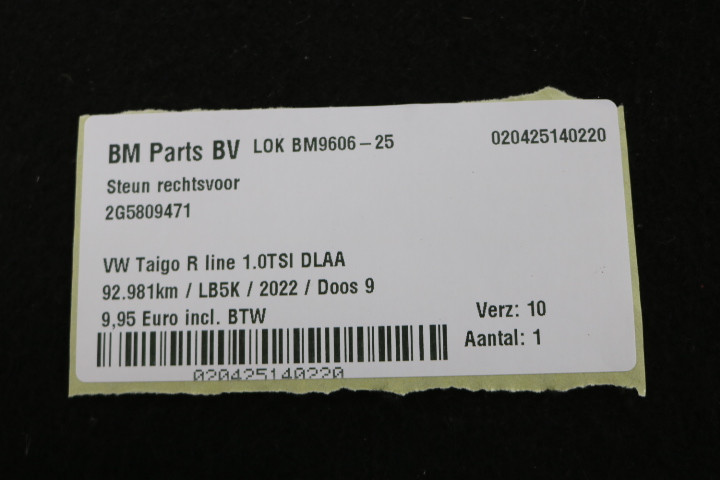 BM Parts BV LOK BM9606-25 020425140220
Steun rechtsvoor
2G5809471
VW Taigo R line 1.0TSI DLAA
92.981km / LB5K / 2022 / Doos 9
9,95 Euro incl. BTW Verz: 10
Aantal: 1
020425140220